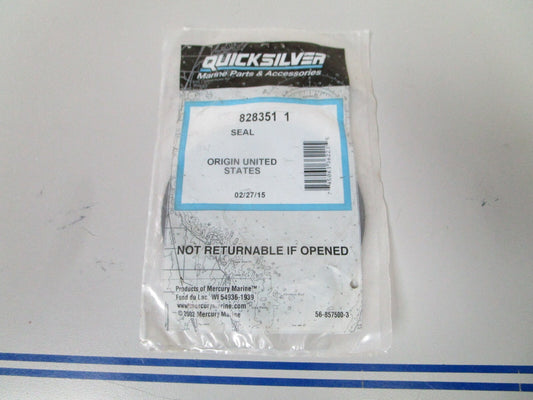 QUICKSILVER
Marine Parts & Accessories
828351 1
SEAL
ORIGIN UNITED
STATES
02/27/15
NOT RETURNABLE IF OPENED
Products of Mercury Marine™
Fond du Lac, WI 54936-1939
www.mercurymarine.com
© 2002 Mercury Marine
56-857500-3